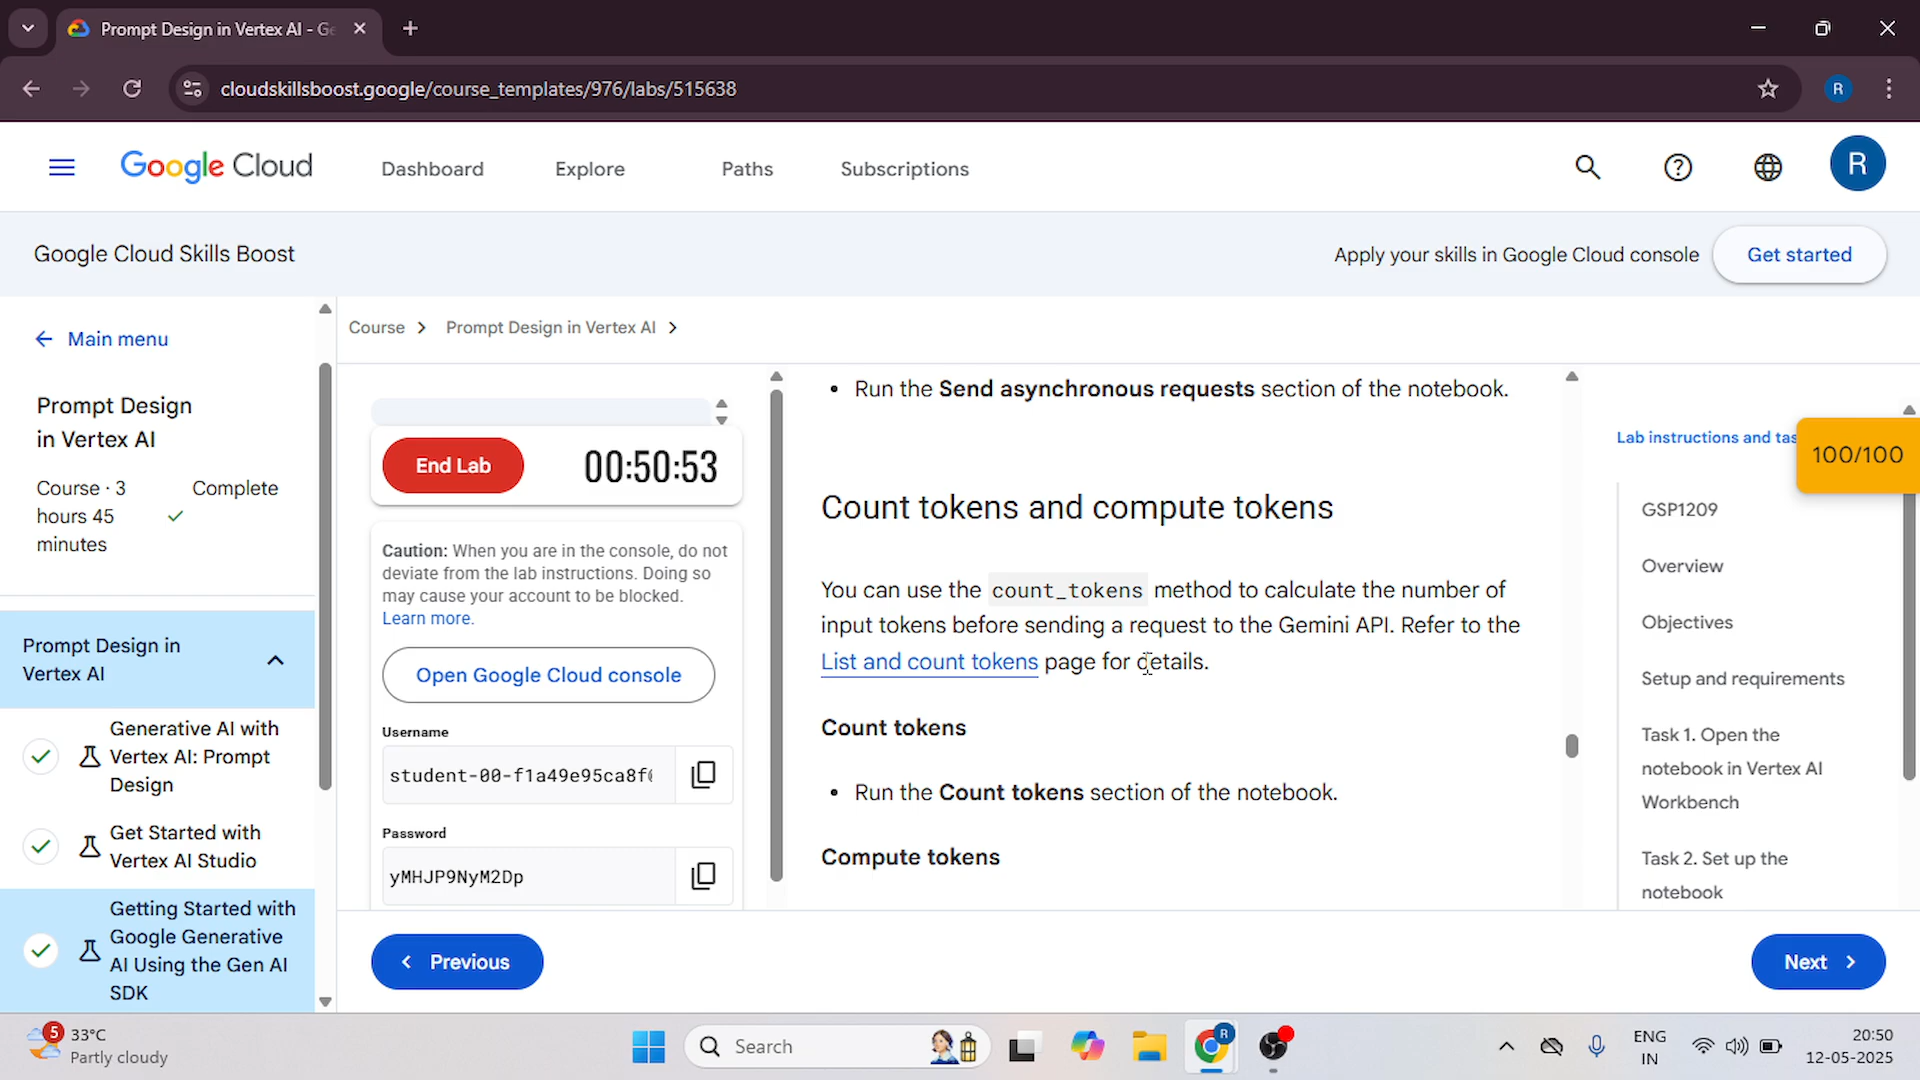 Prompt Design in Vertex AI - Ge
cloudskillsboost.google/course_templates/976/labs/515638
R
Google Cloud
Dashboard
Explore
Paths
Subscriptions
R
Google Cloud Skills Boost
Apply your skills in Google Cloud console
Get started
Main menu
Prompt Design
in Vertex AI
Course · 3
hours 45
minutes
Complete
Prompt Design in
Vertex AI
Generative AI with
Vertex AI: Prompt
Design
Get Started with
Vertex AI Studio
Getting Started with
Google Generative
AI Using the Gen AI
SDK
Course
Prompt Design in Vertex AI
End Lab
00:50:53
Caution: When you are in the console, do not
deviate from the lab instructions. Doing so
may cause your account to be blocked.
Learn more.
Open Google Cloud console
Username
student-00-f1a49e95ca8f
Password
yMHJP9NyM2Dp
• Run the Send asynchronous requests section of the notebook.
Count tokens and compute tokens
You can use the count_tokens method to calculate the number of
input tokens before sending a request to the Gemini API. Refer to the
List and count tokens page for details.
Count tokens
• Run the Count tokens section of the notebook.
Compute tokens
Lab instructions and tas
100/100
GSP1209
Overview
Objectives
Setup and requirements
Task 1. Open the
notebook in Vertex AI
Workbench
Task 2. Set up the
notebook
Previous
Next
5
33°C
Partly cloudy
Search
R
ENG
IN
20:50
12-05-2025